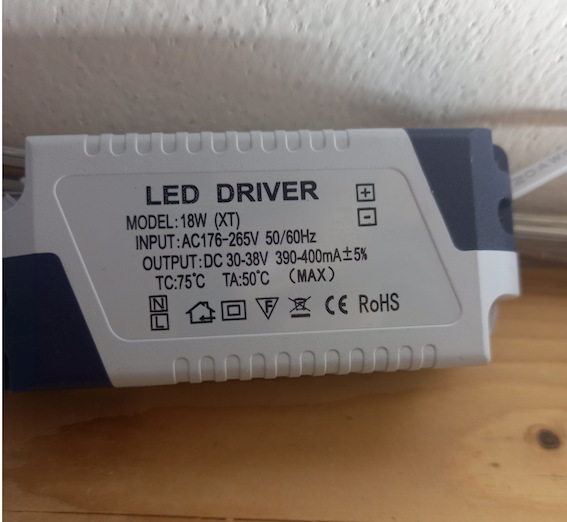 LED DRIVER
+
MODEL:18W (XT)
-
INPUT:AC176-265V 50/60Hz
OUTPUT:DC 30-38V 390-400mA±5%
TC:75℃ TA:50℃ (MAX)
N
L
F
CE RoHS